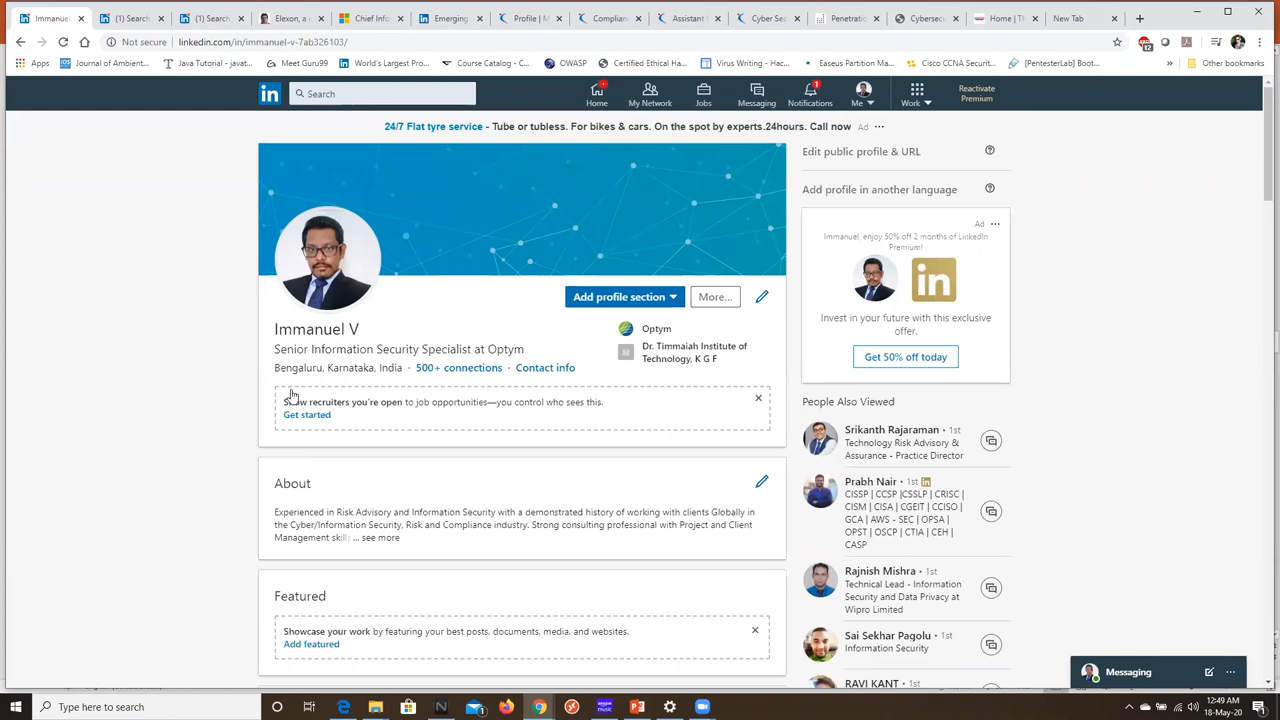 Immanuel
(1) Search
(1) Search
Elexon, a
Chief Info
Emerging
Profile | M
Complianc
Assistant
Cyber Sec
Penetratio
Cybersecu
Home | Th
New Tab
Not secure | linkedin.com/in/immanuel-v-7ab326103/
Apps
Journal of Ambient...
Java Tutorial - javat...
Meet Guru99
World's Largest Pro...
Course Catalog - C...
OWASP
Certified Ethical Ha...
Virus Writing - Hac...
Easeus Partition Ma...
Cisco CCNA Securit...
[PentesterLab] Boot...
Other bookmarks
Search
Home
My Network
Jobs
Messaging
1
Notifications
Me
Work
Reactivate
Premium
24/7 Flat tyre service - Tube or tubless. For bikes & cars. On the spot by experts.24hours. Call now Ad ...
Edit public profile & URL
Add profile in another language
Ad ...
Immanuel, enjoy 50% off 2 months of LinkedIn
Premium!
Invest in your future with this exclusive
offer.
Get 50% off today
Add profile section
More...
Immanuel V
Senior Information Security Specialist at Optym
Bengaluru, Karnataka, India · 500+ connections · Contact info
Optym
Dr. Timmaiah Institute of
Technology, K G F
Show recruiters you're open to job opportunities—you control who sees this.
Get started
About
Experienced in Risk Advisory and Information Security with a demonstrated history of working with clients Globally in
the Cyber/Information Security, Risk and Compliance industry. Strong consulting professional with Project and Client
Management skills ... see more
Featured
Showcase your work by featuring your best posts, documents, media, and websites.
Add featured
People Also Viewed
Srikanth Rajaraman • 1st
Technology Risk Advisory &
Assurance - Practice Director
Prabh Nair • 1st
CISSP | CCSP |CSSLP | CRISC |
CISM | CISA | CGEIT | CCISO |
GCA | AWS - SEC | OPSA |
OPST | OSCP | CTIA | CEH |
CASP
Rajnish Mishra • 1st
Technical Lead - Information
Security and Data Privacy at
Wipro Limited
Sai Sekhar Pagolu • 1st
Information Security
RAVI KANT • 1st
Messaging
Type here to search
12:49 AM
18-May-20